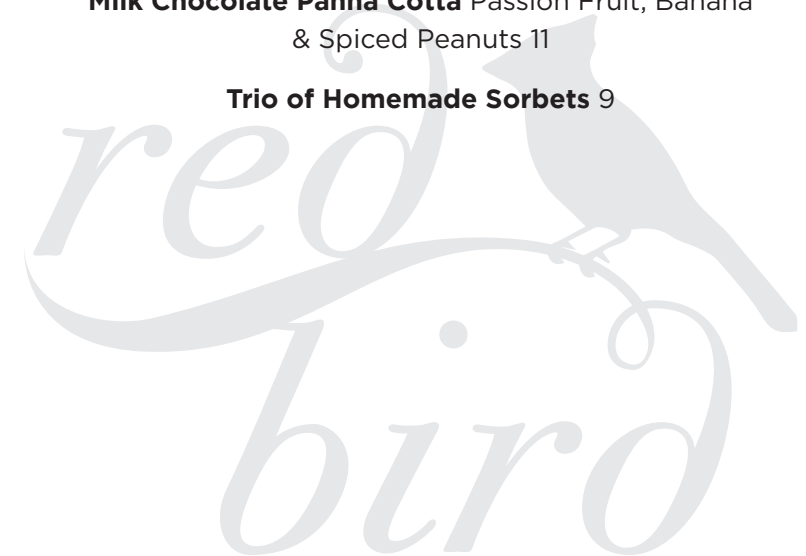 Milk Chocolate Panna Cotta Passion Fruit, Banana
& Spiced Peanuts 11
Trio of Homemade Sorbets 9
red
bird